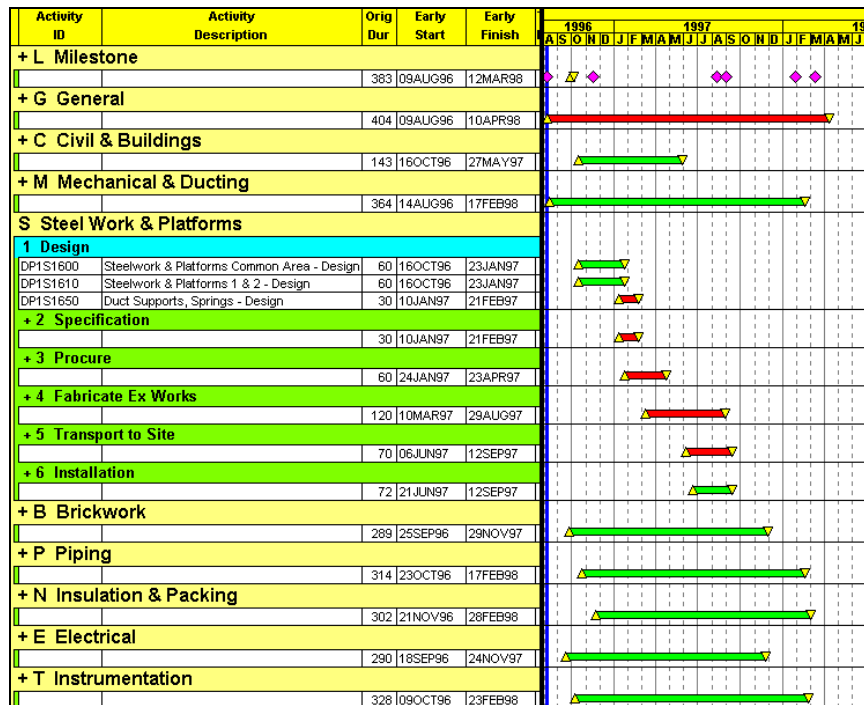 Activity Activity Orig Early Early
ID Description Dur Start Finish
1996 1997
A S O N D J F M A M J J A S O N D J F M A M J
+ L Milestone
383 09AUG96 12MAR98
+ G General
404 09AUG96 10APR98
+ C Civil & Buildings
143 16OCT96 27MAY97
+ M Mechanical & Ducting
364 14AUG96 17FEB98
S Steel Work & Platforms
1 Design
DP1S1600 Steelwork & Platforms Common Area - Design 60 16OCT96 23JAN97
DP1S1610 Steelwork & Platforms 1 & 2 - Design 60 16OCT96 23JAN97
DP1S1650 Duct Supports, Springs - Design 30 10JAN97 21FEB97
+ 2 Specification
30 10JAN97 21FEB97
+ 3 Procure
60 24JAN97 23APR97
+ 4 Fabricate Ex Works
120 10MAR97 29AUG97
+ 5 Transport to Site
70 06JUN97 12SEP97
+ 6 Installation
72 21JUN97 12SEP97
+ B Brickwork
289 25SEP96 29NOV97
+ P Piping
314 23OCT96 17FEB98
+ N Insulation & Packing
302 21NOV96 28FEB98
+ E Electrical
290 18SEP96 24NOV97
+ T Instrumentation
328 09OCT96 23FEB98